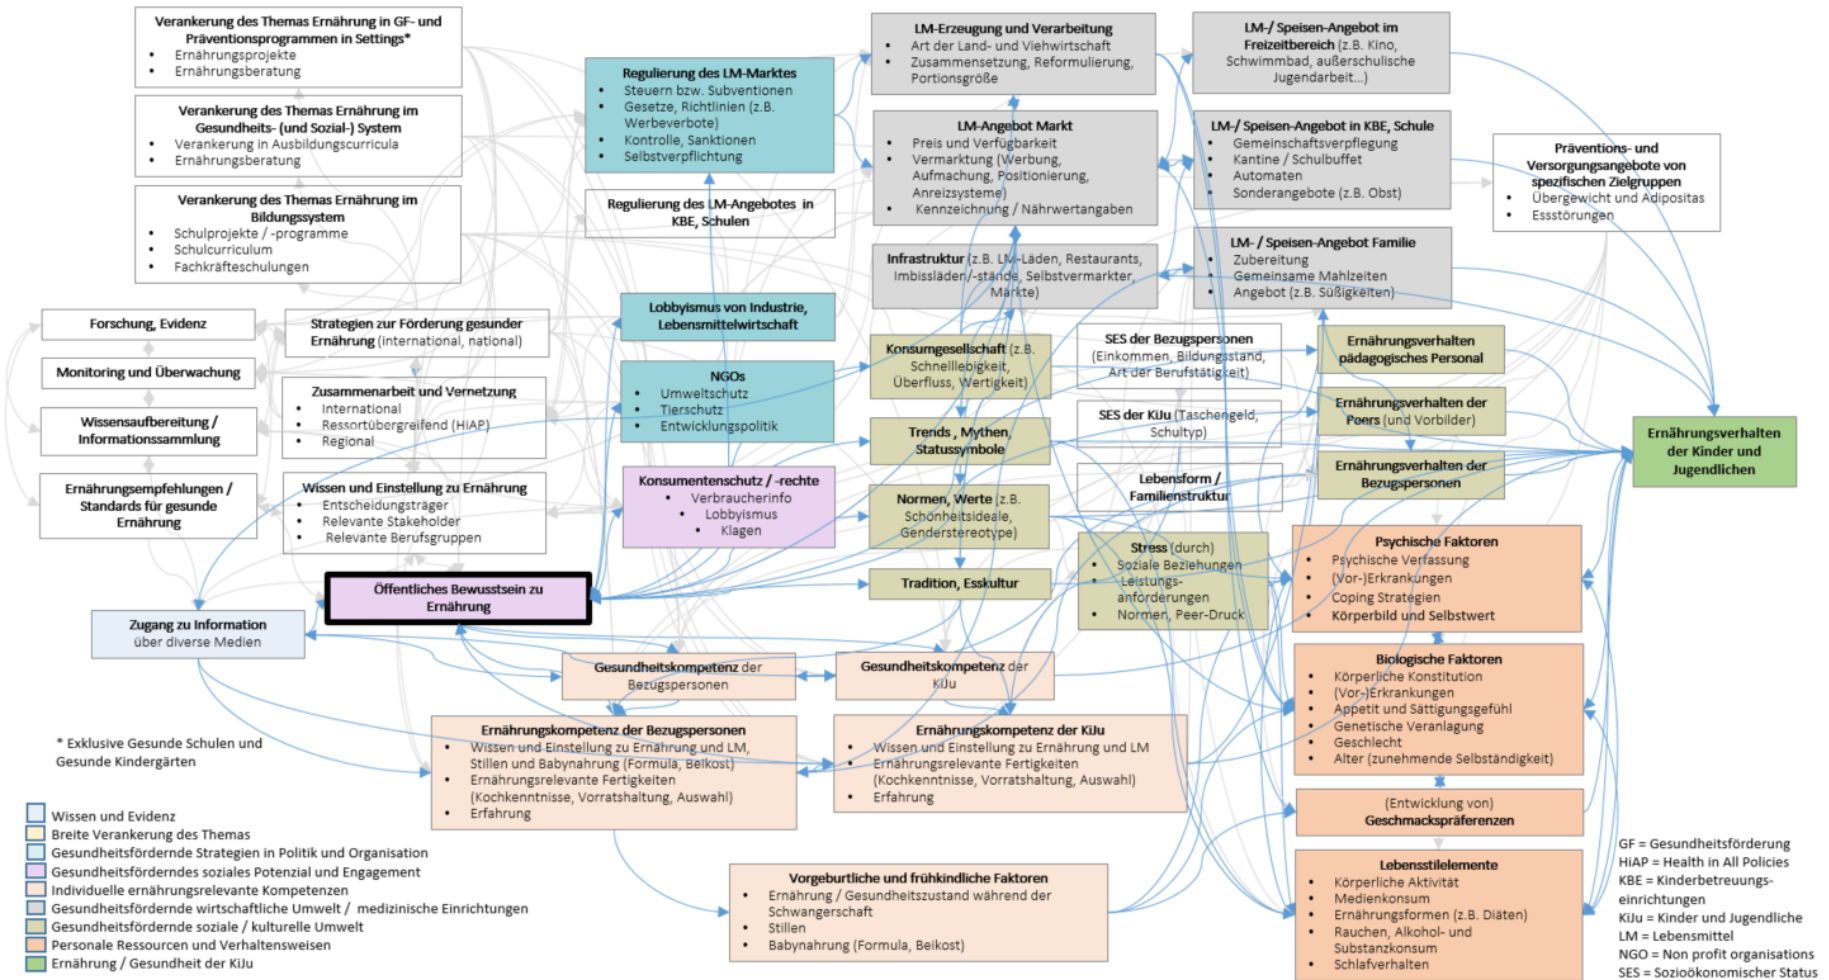 Verankerung des Themas Ernährung in GF- und
Präventionsprogrammen in Settings*
• Ernährungsprojekte
• Ernährungsberatung
Verankerung des Themas Ernährung im
Gesundheits- (und Sozial-) System
• Verankerung in Ausbildungscurricula
• Ernährungsberatung
Verankerung des Themas Ernährung im
Bildungssystem
• Schulprojekte / -programme
• Schulcurriculum
• Fachkräfteschulungen
Forschung, Evidenz
Monitoring und Überwachung
Wissensaufbereitung /
Informationssammlung
Ernährungsempfehlungen /
Standards für gesunde
Ernährung
Strategien zur Förderung gesunder
Ernährung (international, national)
Zusammenarbeit und Vernetzung
• International
• Ressortübergreifend (HiAP)
• Regional
Wissen und Einstellung zu Ernährung
• Entscheidungsträger
• Relevante Stakeholder
• Relevante Berufsgruppen
Öffentliches Bewusstsein zu
Ernährung
Zugang zu Information
über diverse Medien
Regulierung des LM-Marktes
• Steuern bzw. Subventionen
• Gesetze, Richtlinien (z.B.
Werbeverbote)
• Kontrolle, Sanktionen
• Selbstverpflichtung
Regulierung des LM-Angebotes in
KBE, Schulen
Lobbyismus von Industrie,
Lebensmittelwirtschaft
NGOs
• Umweltschutz
• Tierschutz
• Entwicklungspolitik
Konsumentenschutz / -rechte
• Verbraucherinfo
• Lobbyismus
• Klagen
LM-Erzeugung und Verarbeitung
• Art der Land- und Viehwirtschaft
• Zusammensetzung, Reformulierung,
Portionsgröße
LM-Angebot Markt
• Preis und Verfügbarkeit
• Vermarktung (Werbung,
Aufmachung, Positionierung,
Anreizsysteme)
• Kennzeichnung / Nährwertangaben
Infrastruktur (z.B. LM-Läden, Restaurants,
Imbissläden/-stände, Selbstvermarkter,
Märkte)
Konsumgesellschaft (z.B.
Schnelllebigkeit,
Überfluss, Wertigkeit)
Trends , Mythen,
Statussymbole
Normen, Werte (z.B.
Schönheitsideale,
Genderstereotype)
Tradition, Esskultur
LM-/ Speisen-Angebot im
Freizeitbereich (z.B. Kino,
Schwimmbad, außerschulische
Jugendarbeit...)
LM-/ Speisen-Angebot in KBE, Schule
• Gemeinschaftsverpflegung
• Kantine / Schulbuffet
• Automaten
• Sonderangebote (z.B. Obst)
LM- / Speisen-Angebot Familie
• Zubereitung
• Gemeinsame Mahlzeiten
• Angebot (z.B. Süßigkeiten)
Präventions- und
Versorgungsangebote von
spezifischen Zielgruppen
• Übergewicht und Adipositas
• Essstörungen
SES der Bezugspersonen
(Einkommen, Bildungsstand,
Art der Berufstätigkeit)
SES der KiJu (Taschengeld,
Schultyp)
Lebensform /
Familienstruktur
Stress (durch)
• Soziale Beziehungen
• Leistungs-
anforderungen
• Normen, Peer-Druck
Ernährungsverhalten
pädagogisches Personal
Ernährungsverhalten der
Peers (und Vorbilder)
Ernährungsverhalten der
Bezugspersonen
Ernährungsverhalten
der Kinder und
Jugendlichen
Psychische Faktoren
• Psychische Verfassung
• (Vor-)Erkrankungen
• Coping Strategien
• Körperbild und Selbstwert
Biologische Faktoren
• Körperliche Konstitution
• (Vor-)Erkrankungen
• Appetit und Sättigungsgefühl
• Genetische Veranlagung
• Geschlecht
• Alter (zunehmende Selbständigkeit)
(Entwicklung von)
Geschmackspräferenzen
Lebensstilelemente
• Körperliche Aktivität
• Medienkonsum
• Ernährungsformen (z.B. Diäten)
• Rauchen, Alkohol- und
Substanzkonsum
• Schlafverhalten
Gesundheitskompetenz der
Bezugspersonen
Gesundheitskompetenz der
KiJu
Ernährungskompetenz der Bezugspersonen
• Wissen und Einstellung zu Ernährung und LM,
Stillen und Babynahrung (Formula, Beikost)
• Ernährungsrelevante Fertigkeiten
(Kochkenntnisse, Vorratshaltung, Auswahl)
• Erfahrung
Ernährungskompetenz der KiJu
• Wissen und Einstellung zu Ernährung und LM
• Ernährungsrelevante Fertigkeiten
(Kochkenntnisse, Vorratshaltung, Auswahl)
• Erfahrung
Vorgeburtliche und frühkindliche Faktoren
• Ernährung / Gesundheitszustand während der
Schwangerschaft
• Stillen
• Babynahrung (Formula, Beikost)
* Exklusive Gesunde Schulen und
Gesunde Kindergärten
Wissen und Evidenz
Breite Verankerung des Themas
Gesundheitsfördernde Strategien in Politik und Organisation
Gesundheitsförderndes soziales Potenzial und Engagement
Individuelle ernährungsrelevante Kompetenzen
Gesundheitsfördernde wirtschaftliche Umwelt / medizinische Einrichtungen
Gesundheitsfördernde soziale / kulturelle Umwelt
Personale Ressourcen und Verhaltensweisen
Ernährung / Gesundheit der KiJu
GF = Gesundheitsförderung
HiAP = Health in All Policies
KBE = Kinderbetreuungs-
einrichtungen
KiJu = Kinder und Jugendliche
LM = Lebensmittel
NGO = Non profit organisations
SES = Sozioökonomischer Status